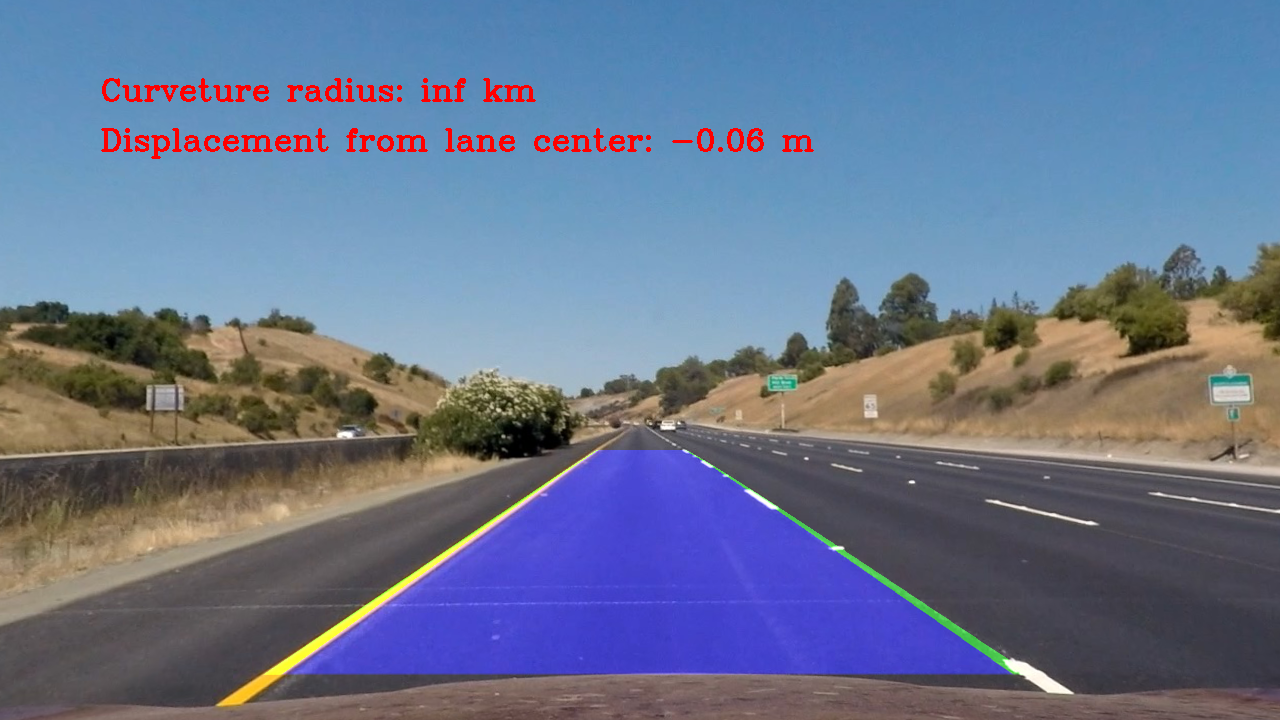 Curveture radius: inf km
Displacement from lane center: −0.06 m